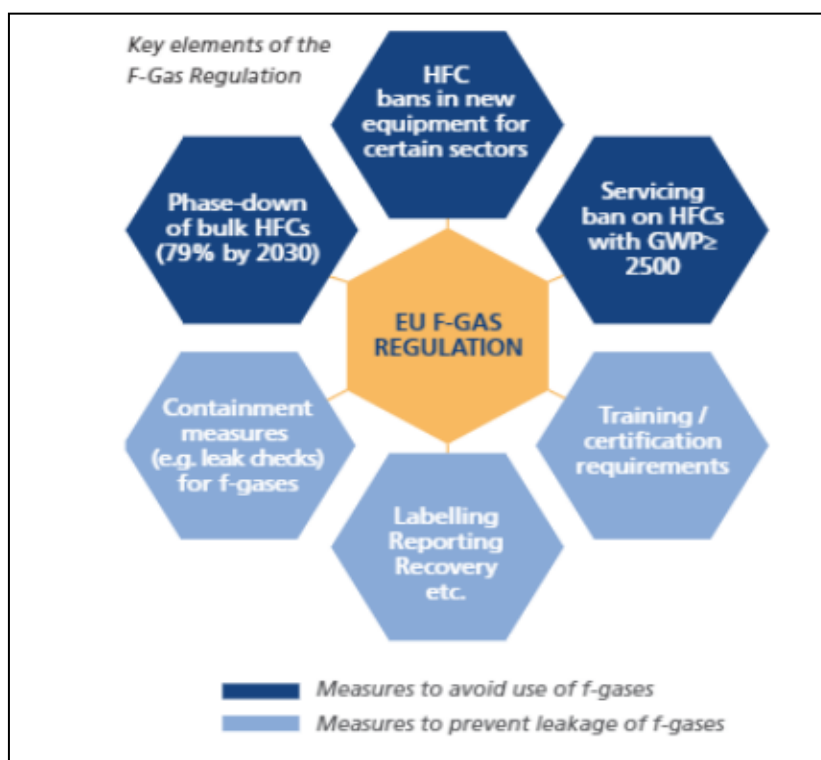 Key elements of the
F-Gas Regulation
HFC
bans in new
equipment for
certain sectors
Phase-down
of bulk HFCs
(79% by 2030)
Servicing
ban on HFCs
with GWP≥
2500
EU F-GAS
REGULATION
Containment
measures
(e.g. leak checks)
for f-gases
Training /
certification
requirements
Labelling
Reporting
Recovery
etc.
Measures to avoid use of f-gases
Measures to prevent leakage of f-gases